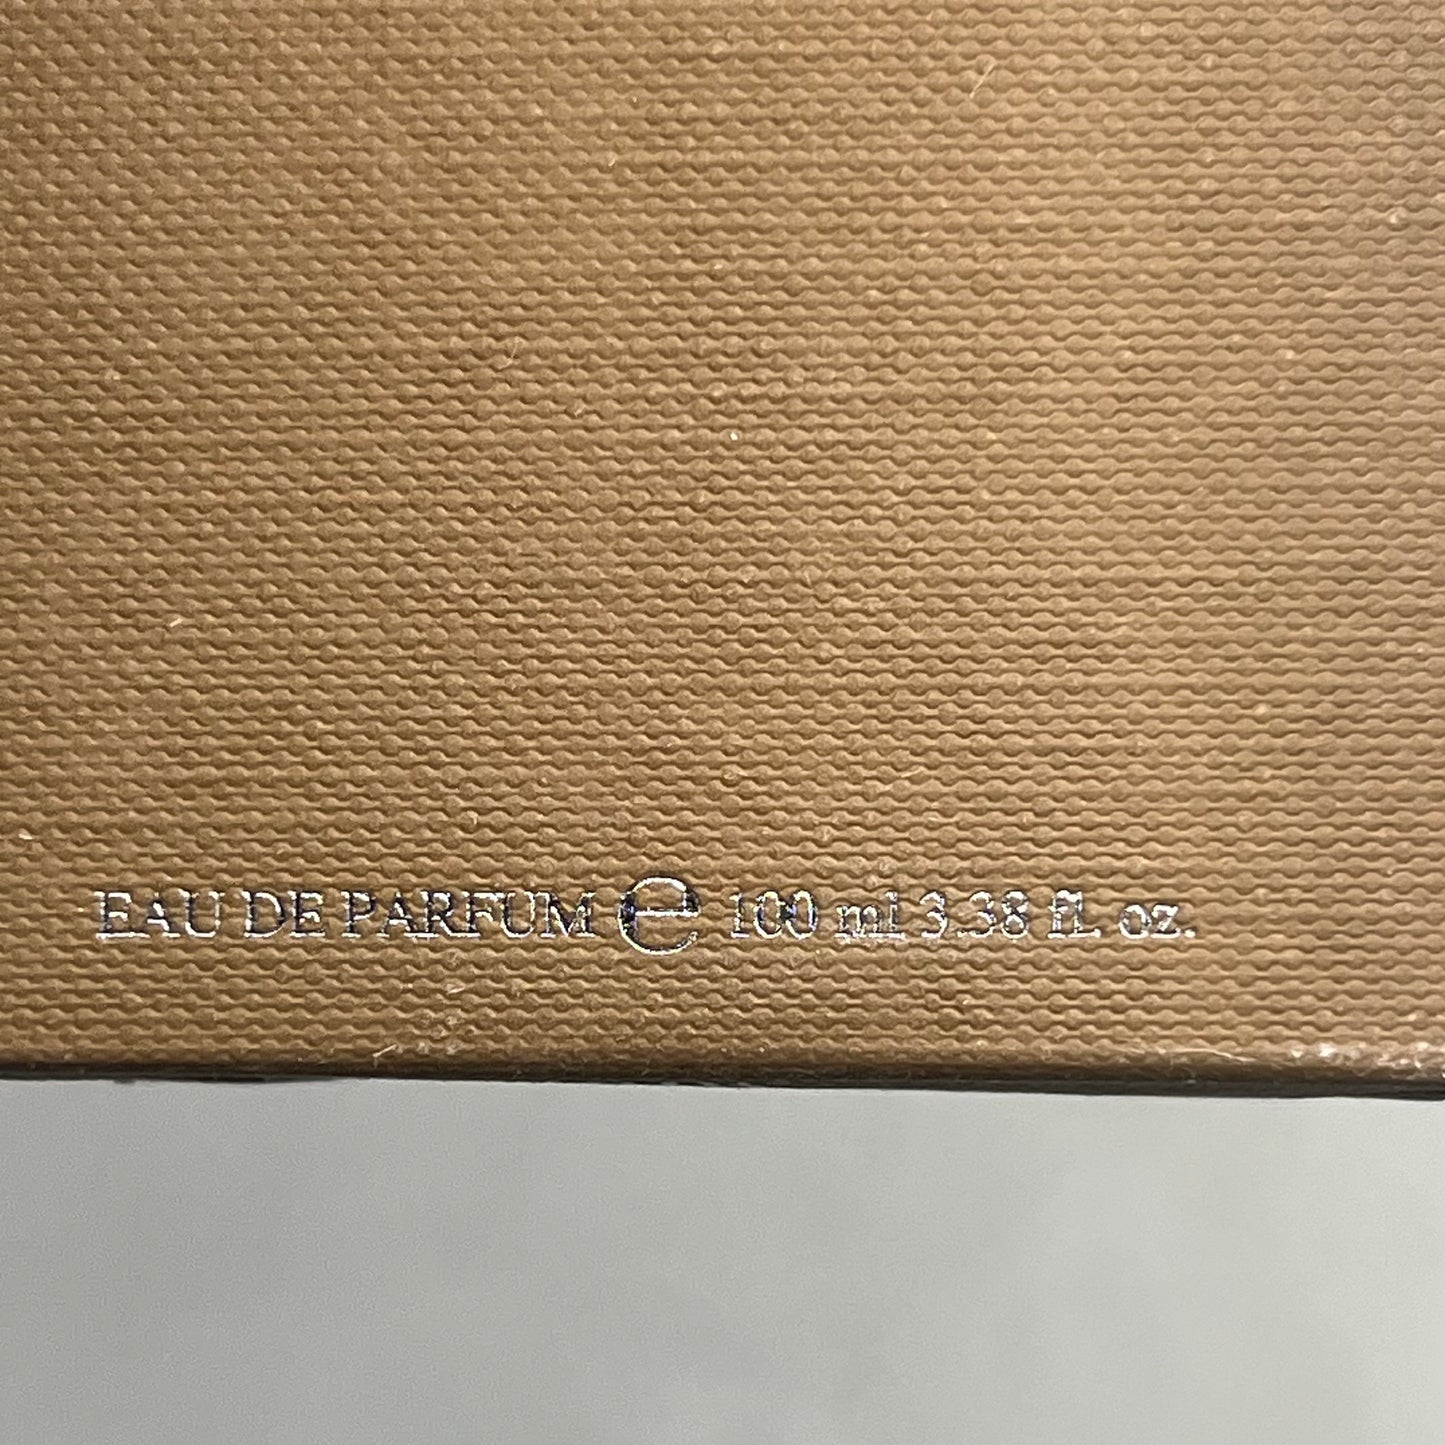 EAU DE PARFUM ℮ 100 ml 3.38 fl. oz.